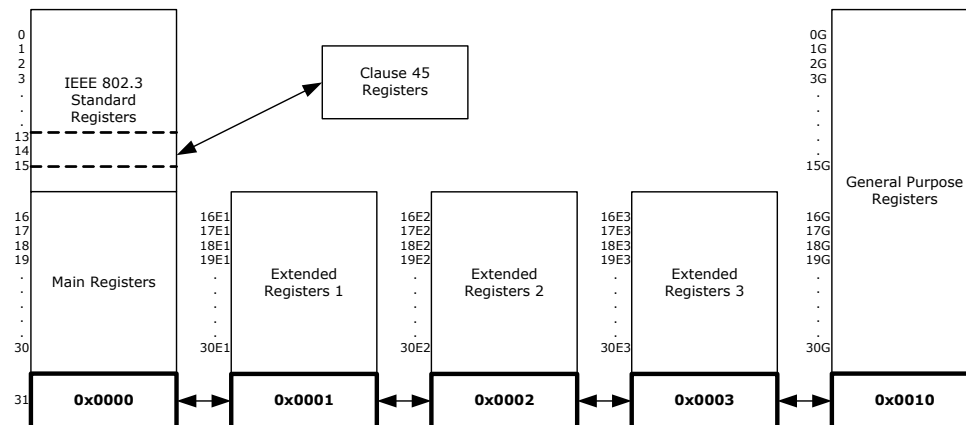 0
1
2
3
.
.
.
13
14
15
IEEE 802.3
Standard
Registers
Clause 45
Registers
0G
1G
2G
3G
.
.
.
.
.
15G
General Purpose
Registers
16
17
18
19
.
.
.
.
.
30
Main Registers
16E1
17E1
18E1
19E1
.
.
.
.
.
30E1
Extended
Registers 1
16E2
17E2
18E2
19E2
.
.
.
.
.
30E2
Extended
Registers 2
16E3
17E3
18E3
19E3
.
.
.
.
.
30E3
Extended
Registers 3
16G
17G
18G
19G
.
.
.
.
.
30G
31
0x0000
0x0001
0x0002
0x0003
0x0010